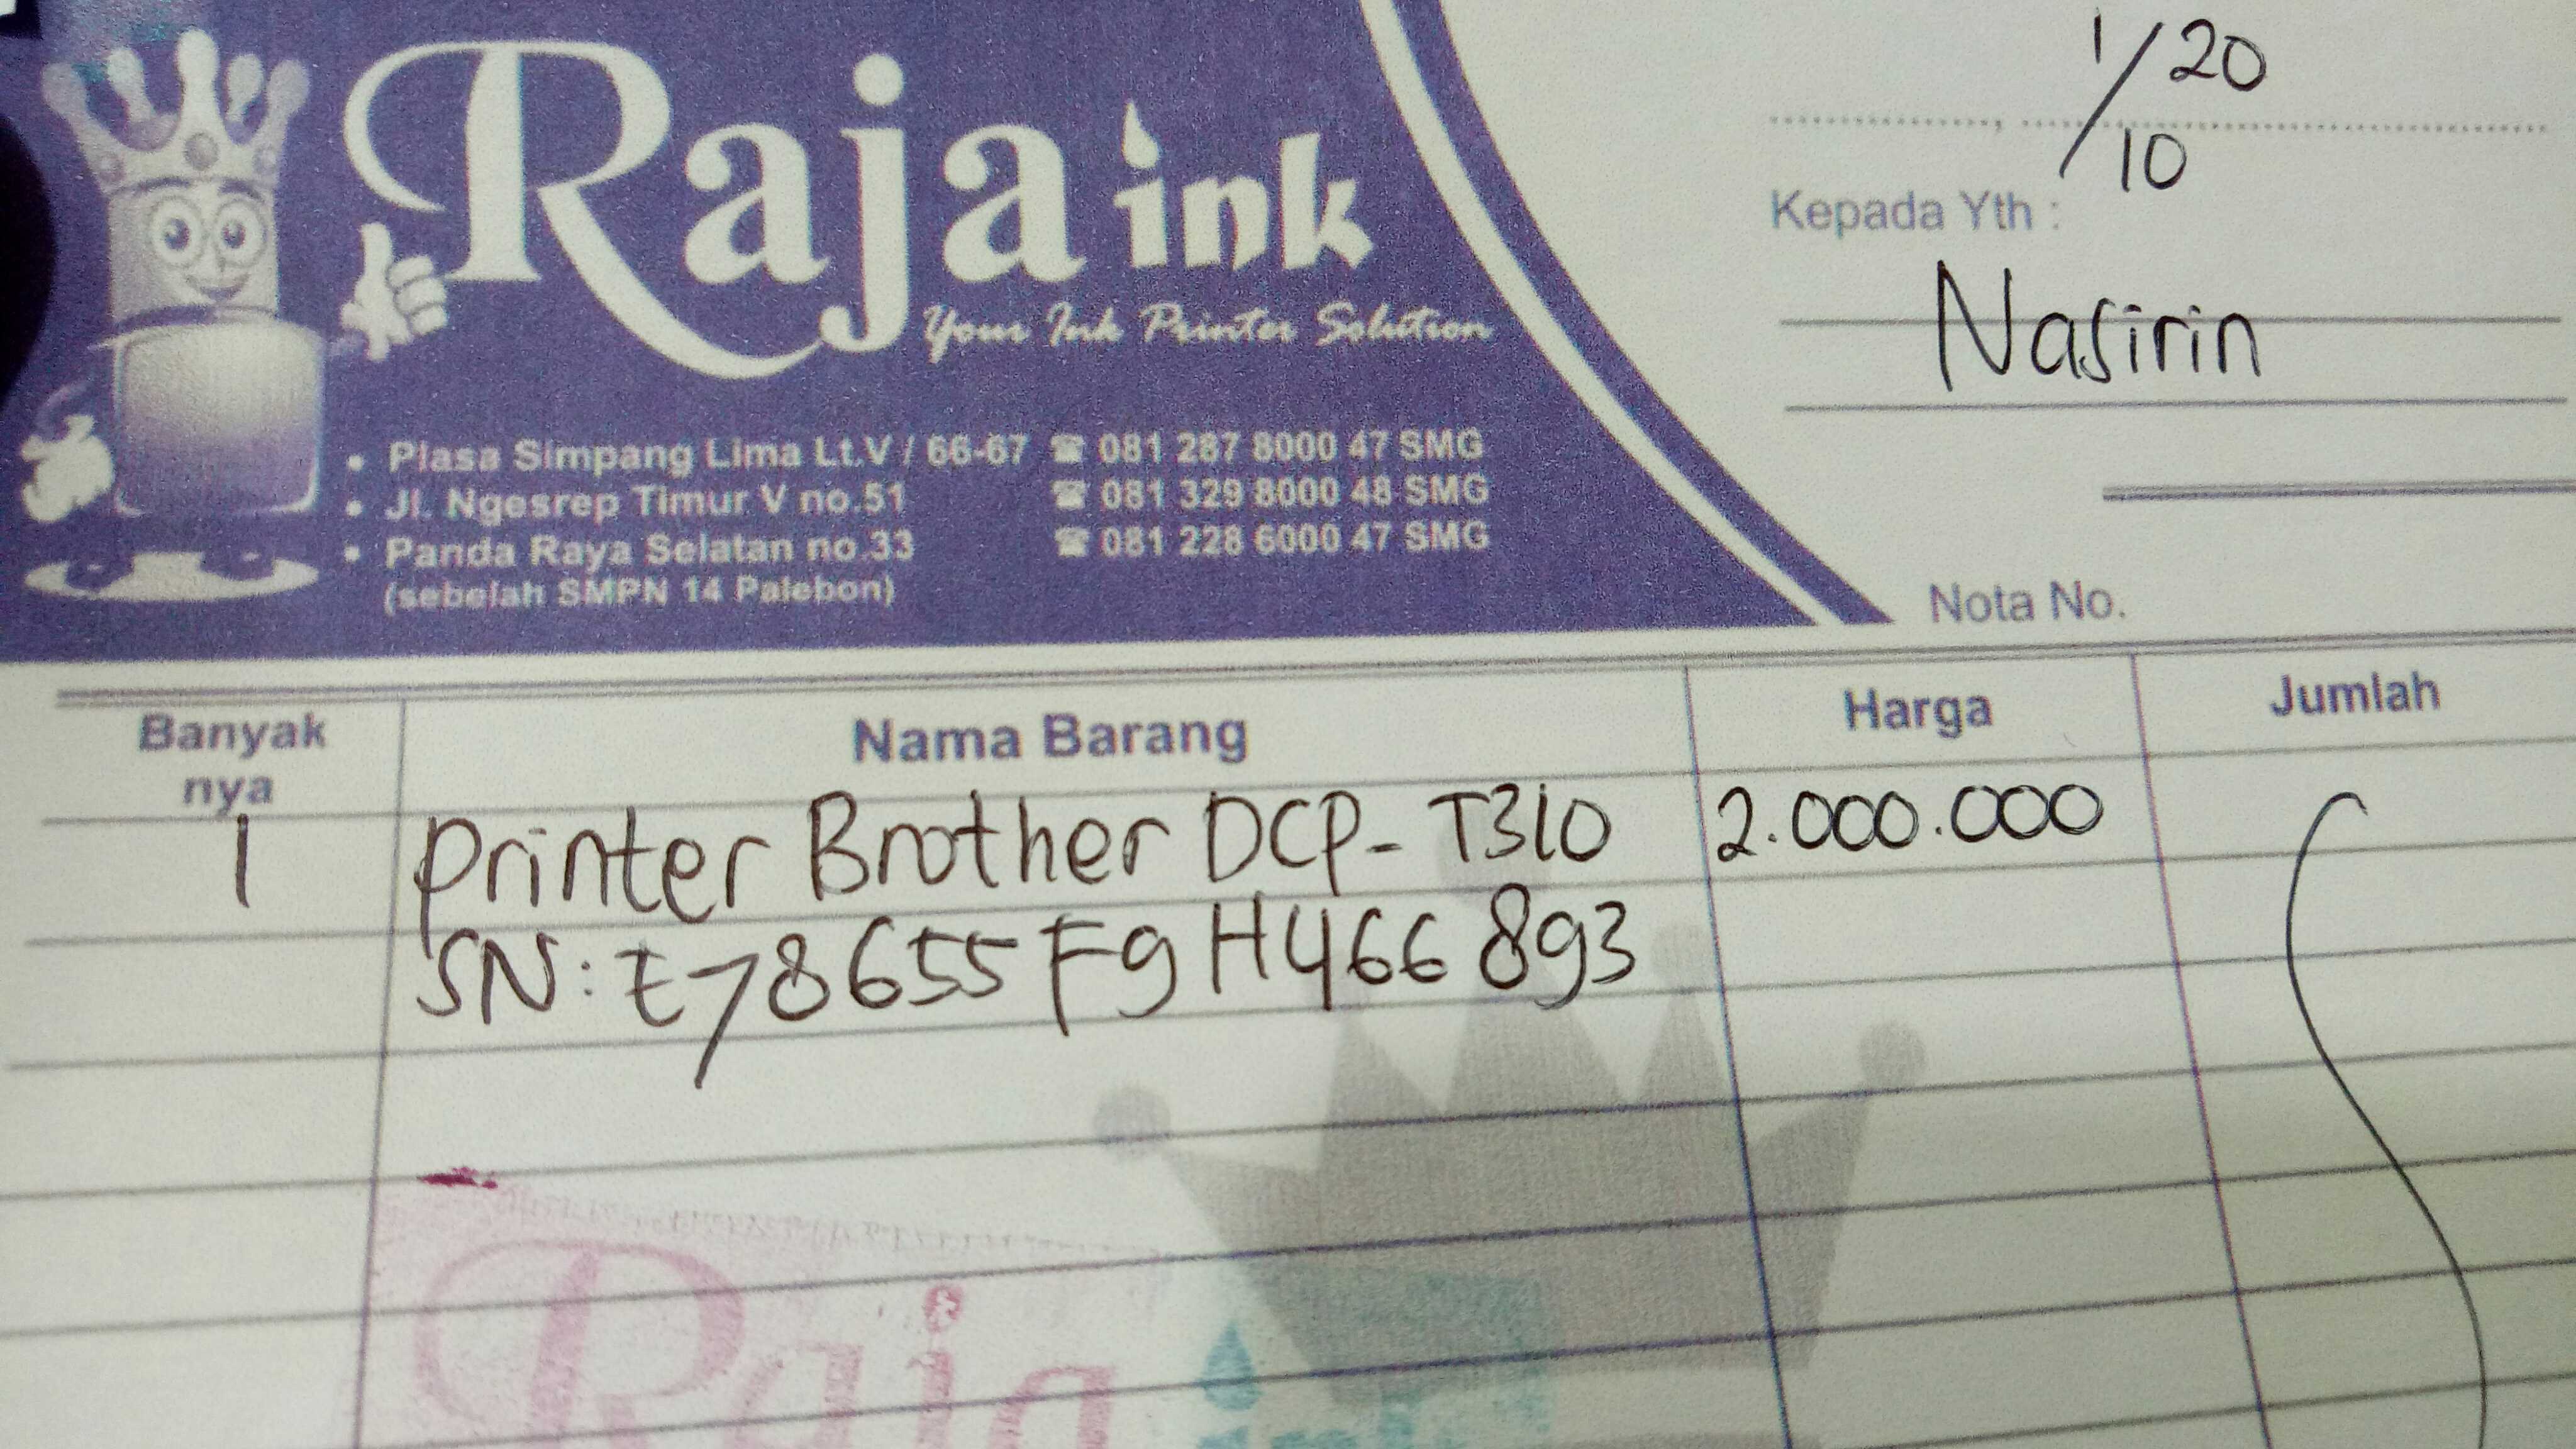 Raja ink
Your Ink Printer Solution
• Plasa Simpang Lima Lt.V / 66-67 ☎ 081 287 8000 47 SMG
• Jl. Ngesrep Timur V no.51 ☎ 081 329 8000 48 SMG
• Panda Raya Selatan no.33 ☎ 081 228 6000 47 SMG
(sebelah SMPN 14 Palebon)
1/10 20
Kepada Yth :
Nasirin
Nota No.
Banyak nya Nama Barang Harga Jumlah
1 Printer Brother DCP-T310 2.000.000
SN: E78655F9H466893
Raja